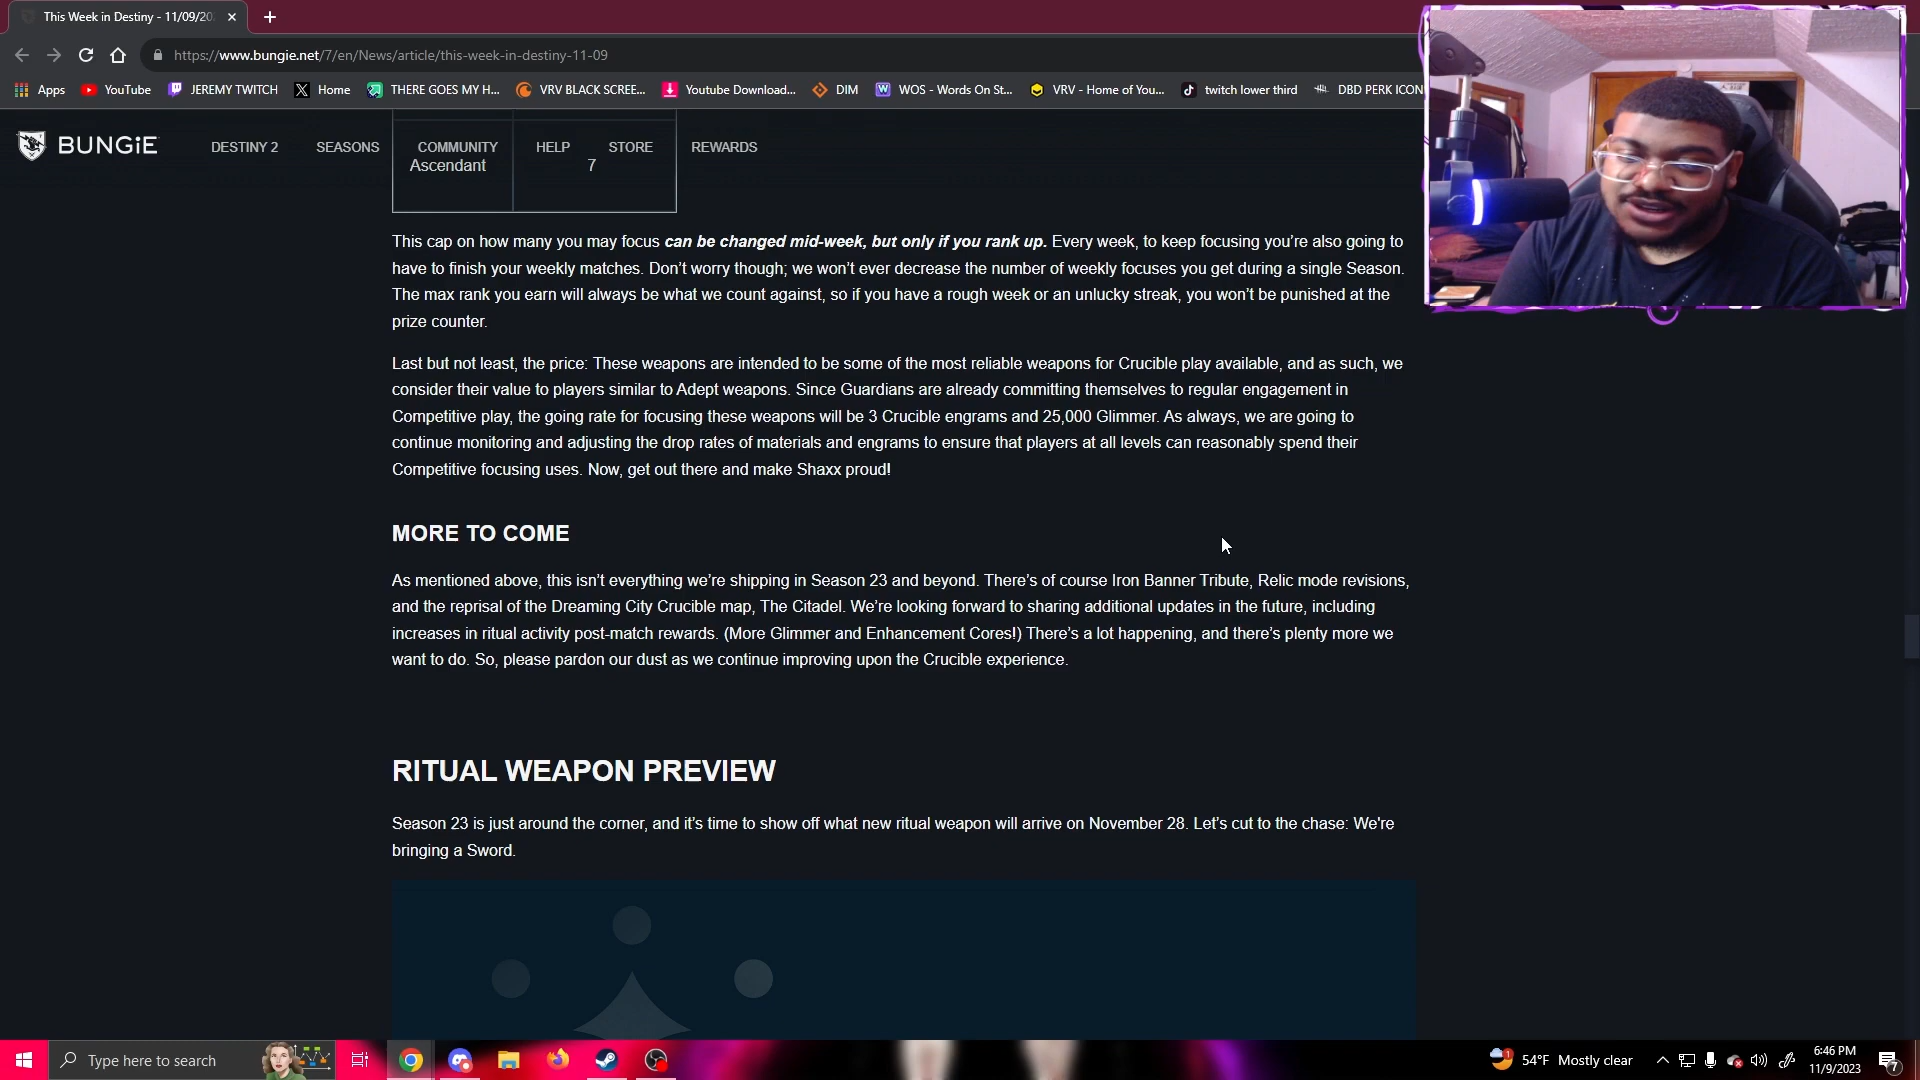 This Week in Destiny - 11/09/20
https://www.bungie.net/7/en/News/article/this-week-in-destiny-11-09
Apps YouTube JEREMY TWITCH Home THERE GOES MY H... VRV BLACK SCREE... Youtube Download... DIM WOS - Words On St... VRV - Home of You... twitch lower third DBD PERK ICON
BUNGiE DESTINY 2 SEASONS COMMUNITY HELP STORE REWARDS
Ascendant 7
This cap on how many you may focus can be changed mid-week, but only if you rank up. Every week, to keep focusing you’re also going to
have to finish your weekly matches. Don’t worry though; we won’t ever decrease the number of weekly focuses you get during a single Season.
The max rank you earn will always be what we count against, so if you have a rough week or an unlucky streak, you won’t be punished at the
prize counter.
Last but not least, the price: These weapons are intended to be some of the most reliable weapons for Crucible play available, and as such, we
consider their value to players similar to Adept weapons. Since Guardians are already committing themselves to regular engagement in
Competitive play, the going rate for focusing these weapons will be 3 Crucible engrams and 25,000 Glimmer. As always, we are going to
continue monitoring and adjusting the drop rates of materials and engrams to ensure that players at all levels can reasonably spend their
Competitive focusing uses. Now, get out there and make Shaxx proud!
MORE TO COME
As mentioned above, this isn’t everything we’re shipping in Season 23 and beyond. There’s of course Iron Banner Tribute, Relic mode revisions,
and the reprisal of the Dreaming City Crucible map, The Citadel. We’re looking forward to sharing additional updates in the future, including
increases in ritual activity post-match rewards. (More Glimmer and Enhancement Cores!) There’s a lot happening, and there’s plenty more we
want to do. So, please pardon our dust as we continue improving upon the Crucible experience.
RITUAL WEAPON PREVIEW
Season 23 is just around the corner, and it’s time to show off what new ritual weapon will arrive on November 28. Let’s cut to the chase: We're
bringing a Sword.
Type here to search
54°F Mostly clear
6:46 PM
11/9/2023
7